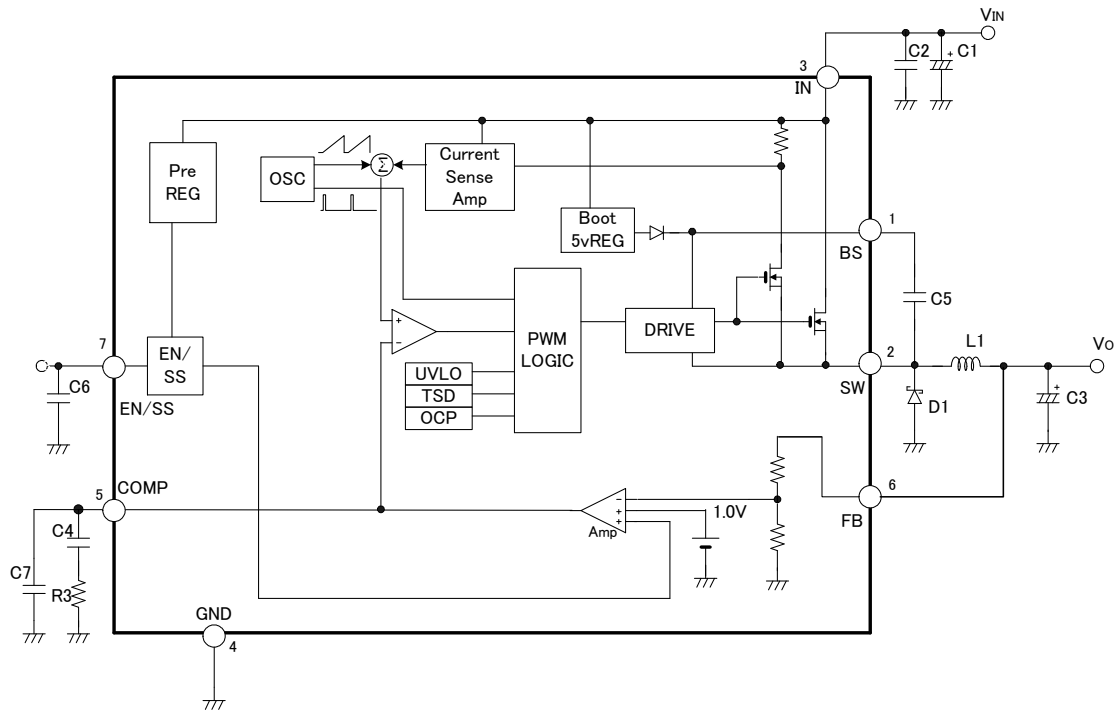 VIN
C2
C1
3
IN
Pre
REG
OSC
Σ
Current
Sense
Amp
Boot
5vREG
1
BS
C5
PWM
LOGIC
DRIVE
+
−
2
SW
L1
VO
D1
+
C3
7
EN/
SS
C6
EN/SS
UVLO
TSD
OCP
COMP
5
6
FB
−
+
+
Amp
1.0V
C4
C7
R3
GND
4